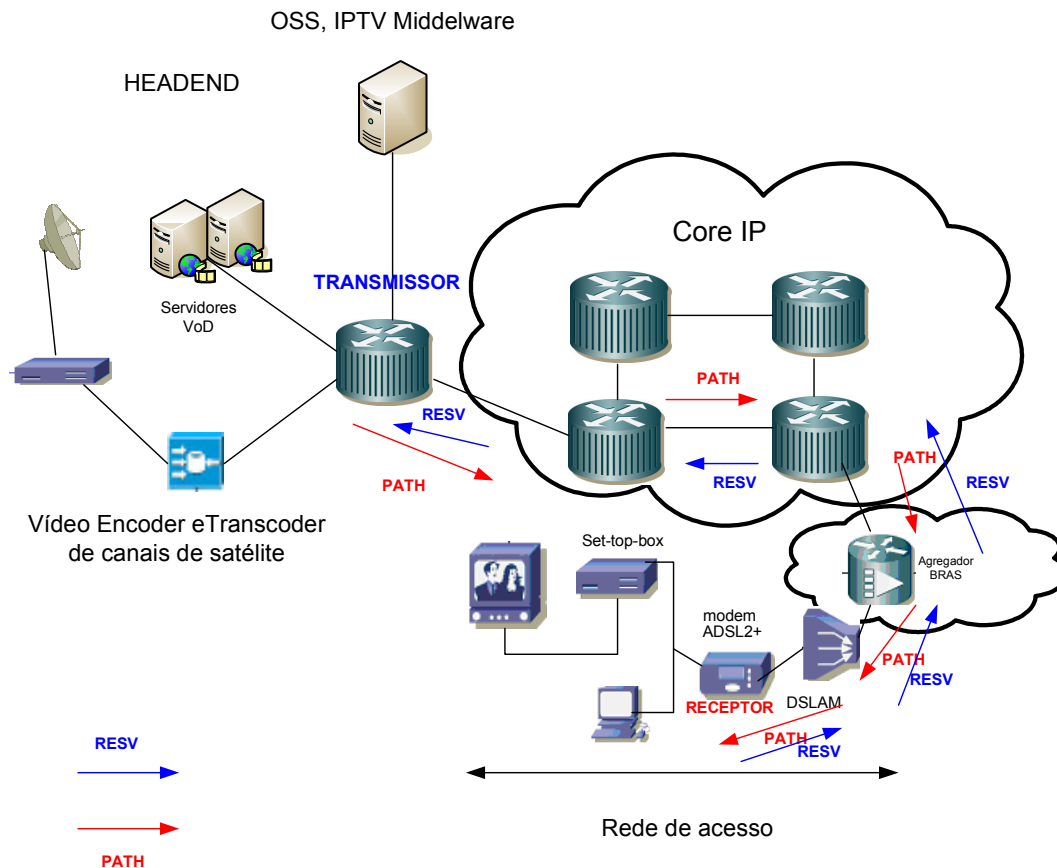 OSS, IPTV Middelware
HEADEND
Core IP
TRANSMISSOR
Servidores
VoD
PATH
RESV
RESV
PATH
PATH
RESV
Vídeo Encoder eTranscoder
de canais de satélite
Set-top-box
Agregador
BRAS
modem
ADSL2+
PATH
RESV
RECEPTOR
DSLAM
PATH
RESV
RESV
Rede de acesso
PATH